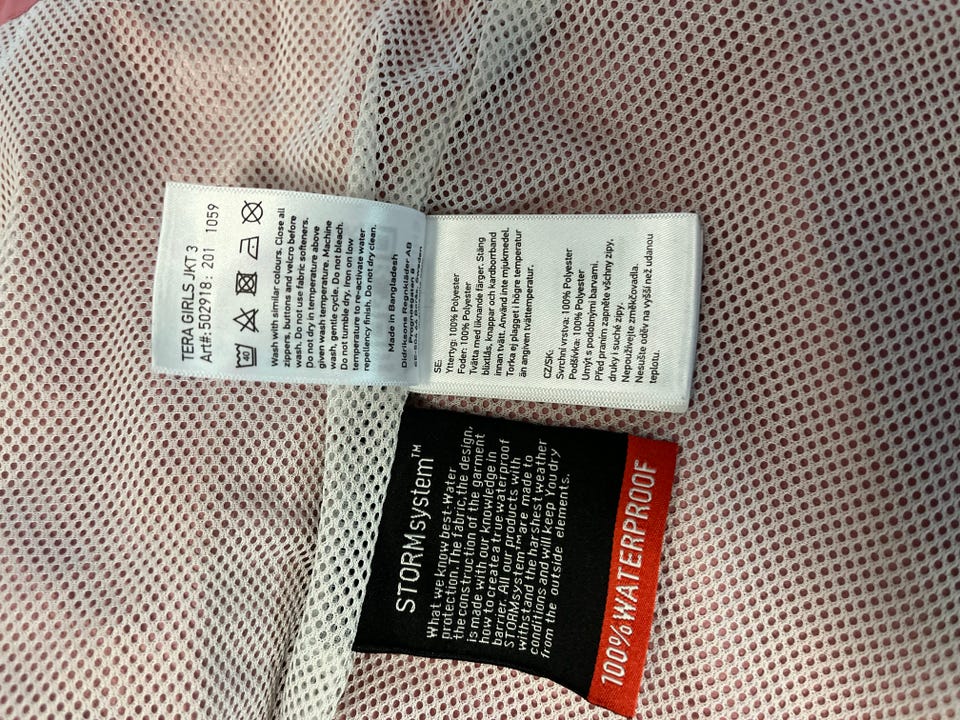 TERA GIRLS JKT 3
Art#:502918: 201 1059
40
Wash with similar colours. Close all
zippers, buttons and velcro before
wash. Do not use fabric softeners.
Do not dry in temperature above
given wash temperature. Machine
wash, gentle cycle. Do not bleach.
Do not tumble dry. Iron on low
temperature to re-activate water
repellency finish. Do not dry clean.
Made in Bangladesh
Didriksons Regnkläder AB
SE:
Yttertyg: 100% Polyester
Foder: 100% Polyester
Tvätta med liknande färger. Stäng
blixtlås, knappar och kardborrband
innan tvätt. Använd inte mjukmedel.
Torka ej plagget i högre temperatur
än angiven tvättemperatur.
CZ/SK:
Svrchní vrstva: 100% Polyester
Podšívka: 100% Polyester
Umýt s podobnými barvami.
Před praním zapněte všechny zipy,
druky i suché zipy.
Nepoužívejte změkčovadla.
Nesušte oděv na vyšší než udanou
teplotu.
STORMsystem™
What we know best-Water
protection. The fabric, the design,
the construction of the garment
is made with our knowledge in
how to create a true waterproof
barrier. All our products with
STORMsystem™ are made to
withstand the harshest weather
conditions and will keep You dry
from the outside elements.
100% WATERPROOF